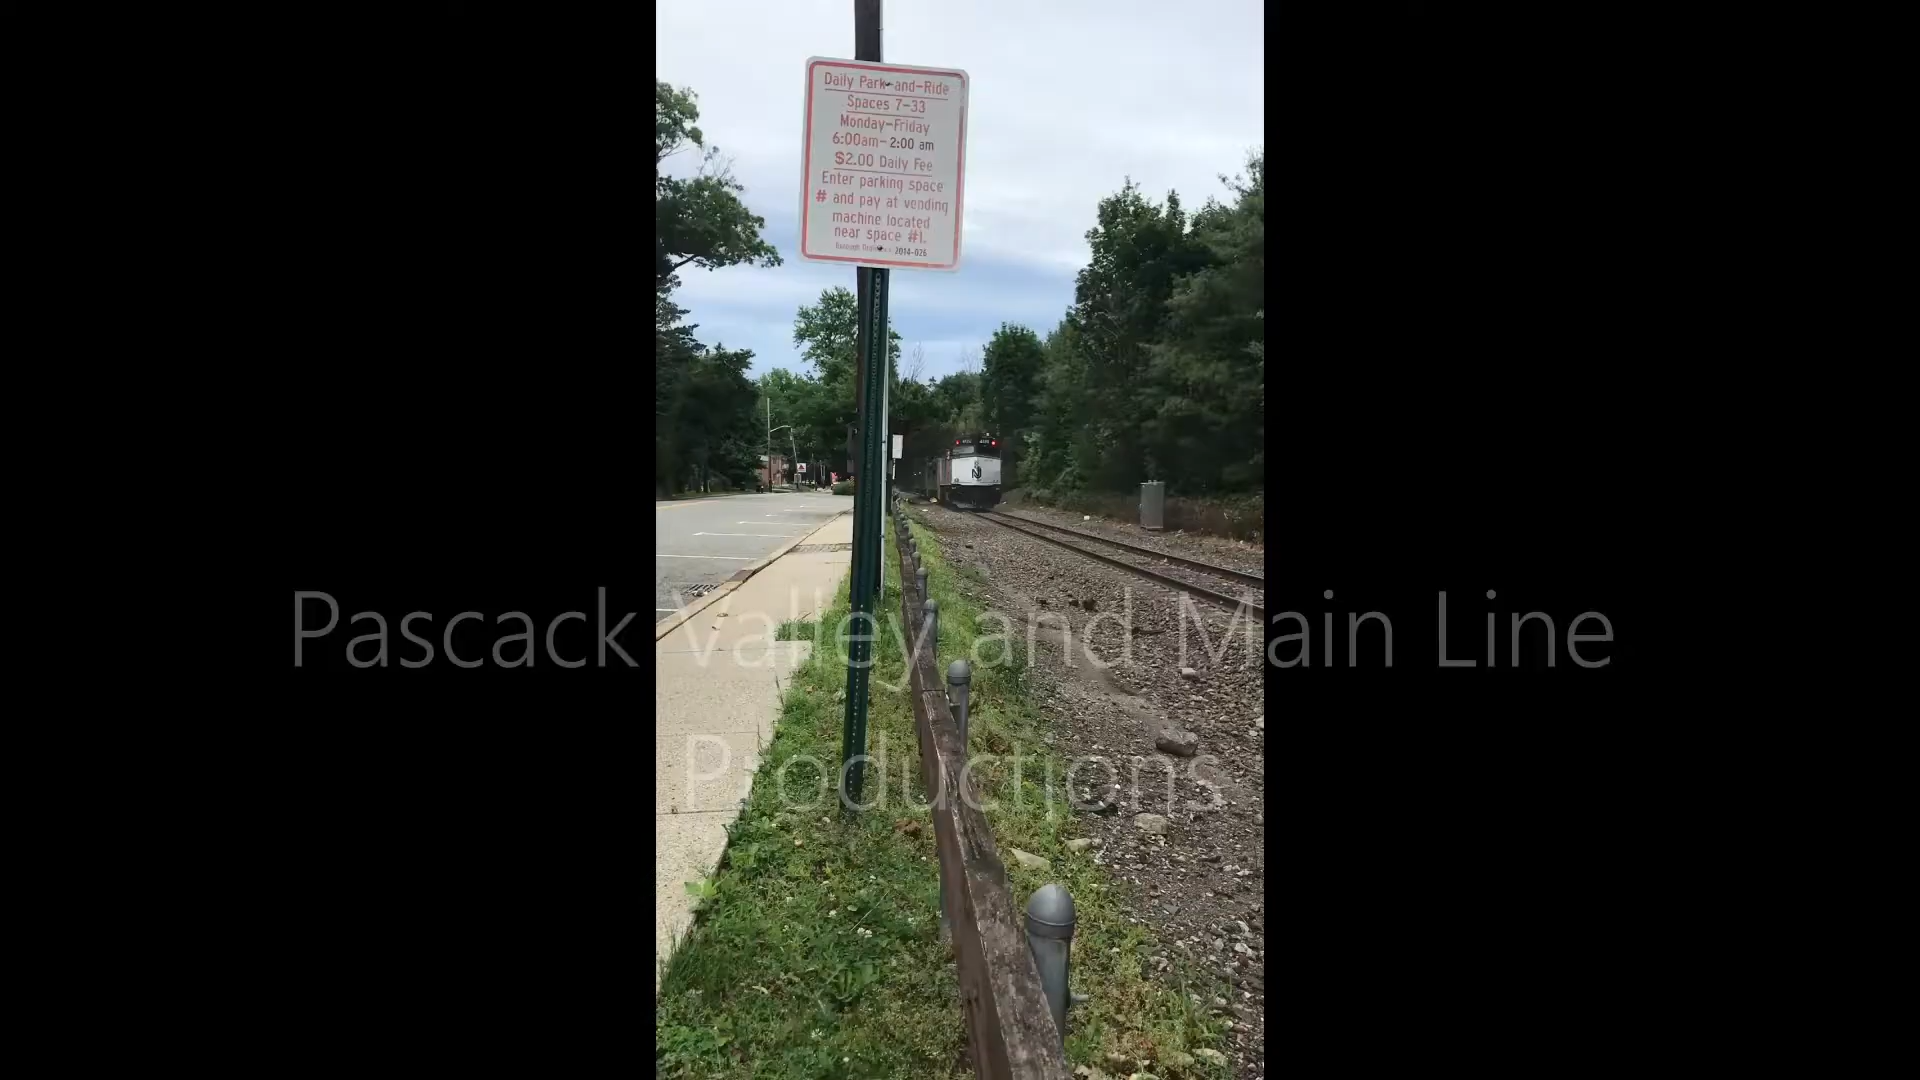 Daily Park-and-Ride
Spaces 7-33
Monday-Friday
6:00am- 2:00 am
$2.00 Daily Fee
Enter parking space
# and pay at vending
machine located
near space #1.
Borough 2014-026
Pascack Valley and Main Line
Productions